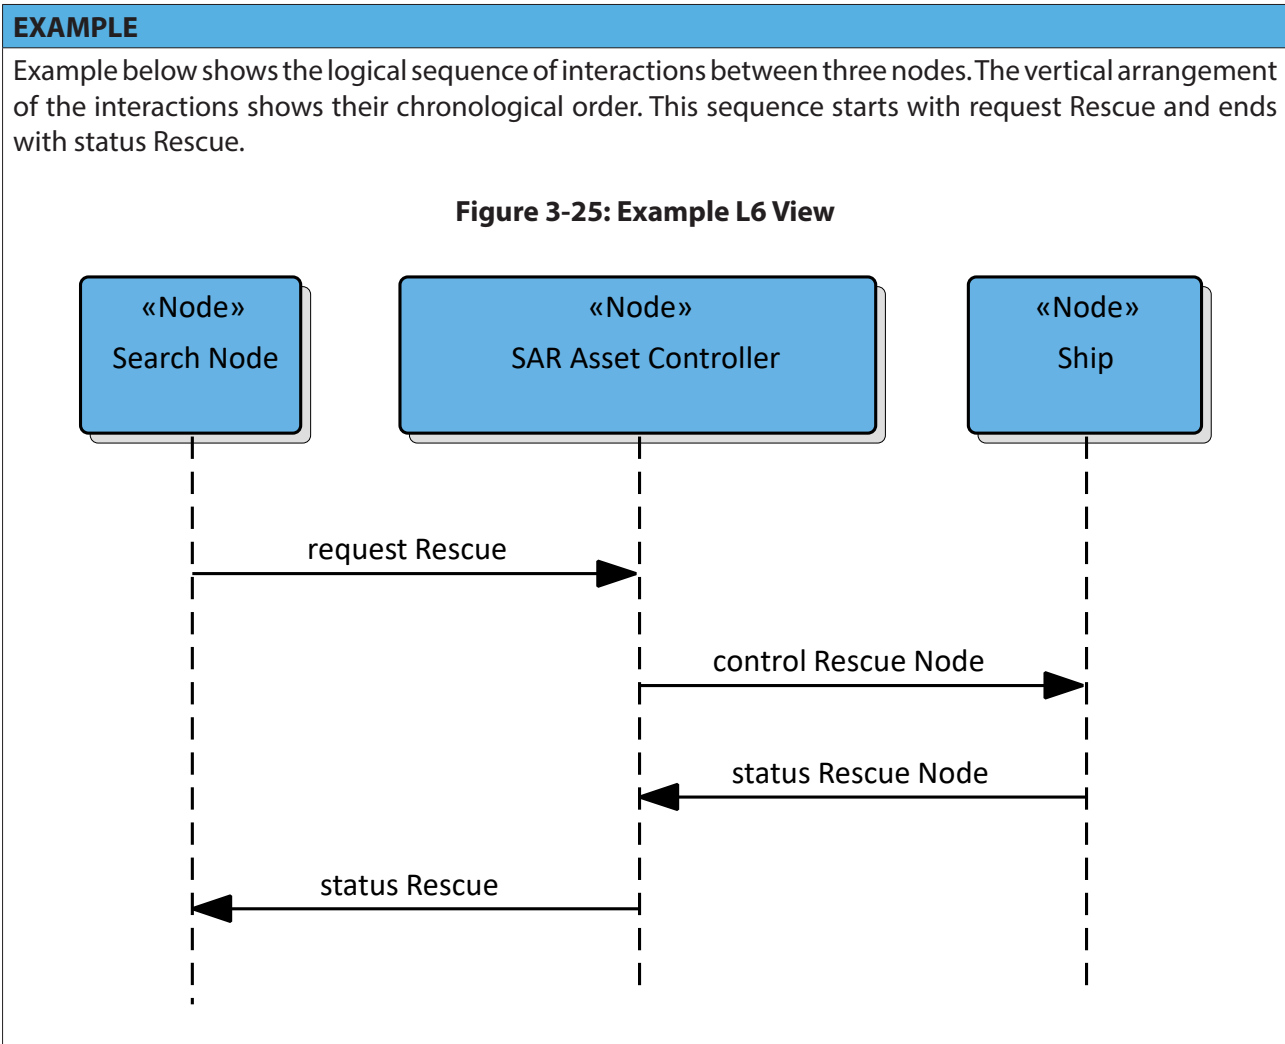 EXAMPLE
Example below shows the logical sequence of interactions between three nodes. The vertical arrangement
of the interactions shows their chronological order. This sequence starts with request Rescue and ends
with status Rescue.
Figure 3-25: Example L6 View
«Node»
Search Node
«Node»
SAR Asset Controller
«Node»
Ship
request Rescue
control Rescue Node
status Rescue Node
status Rescue